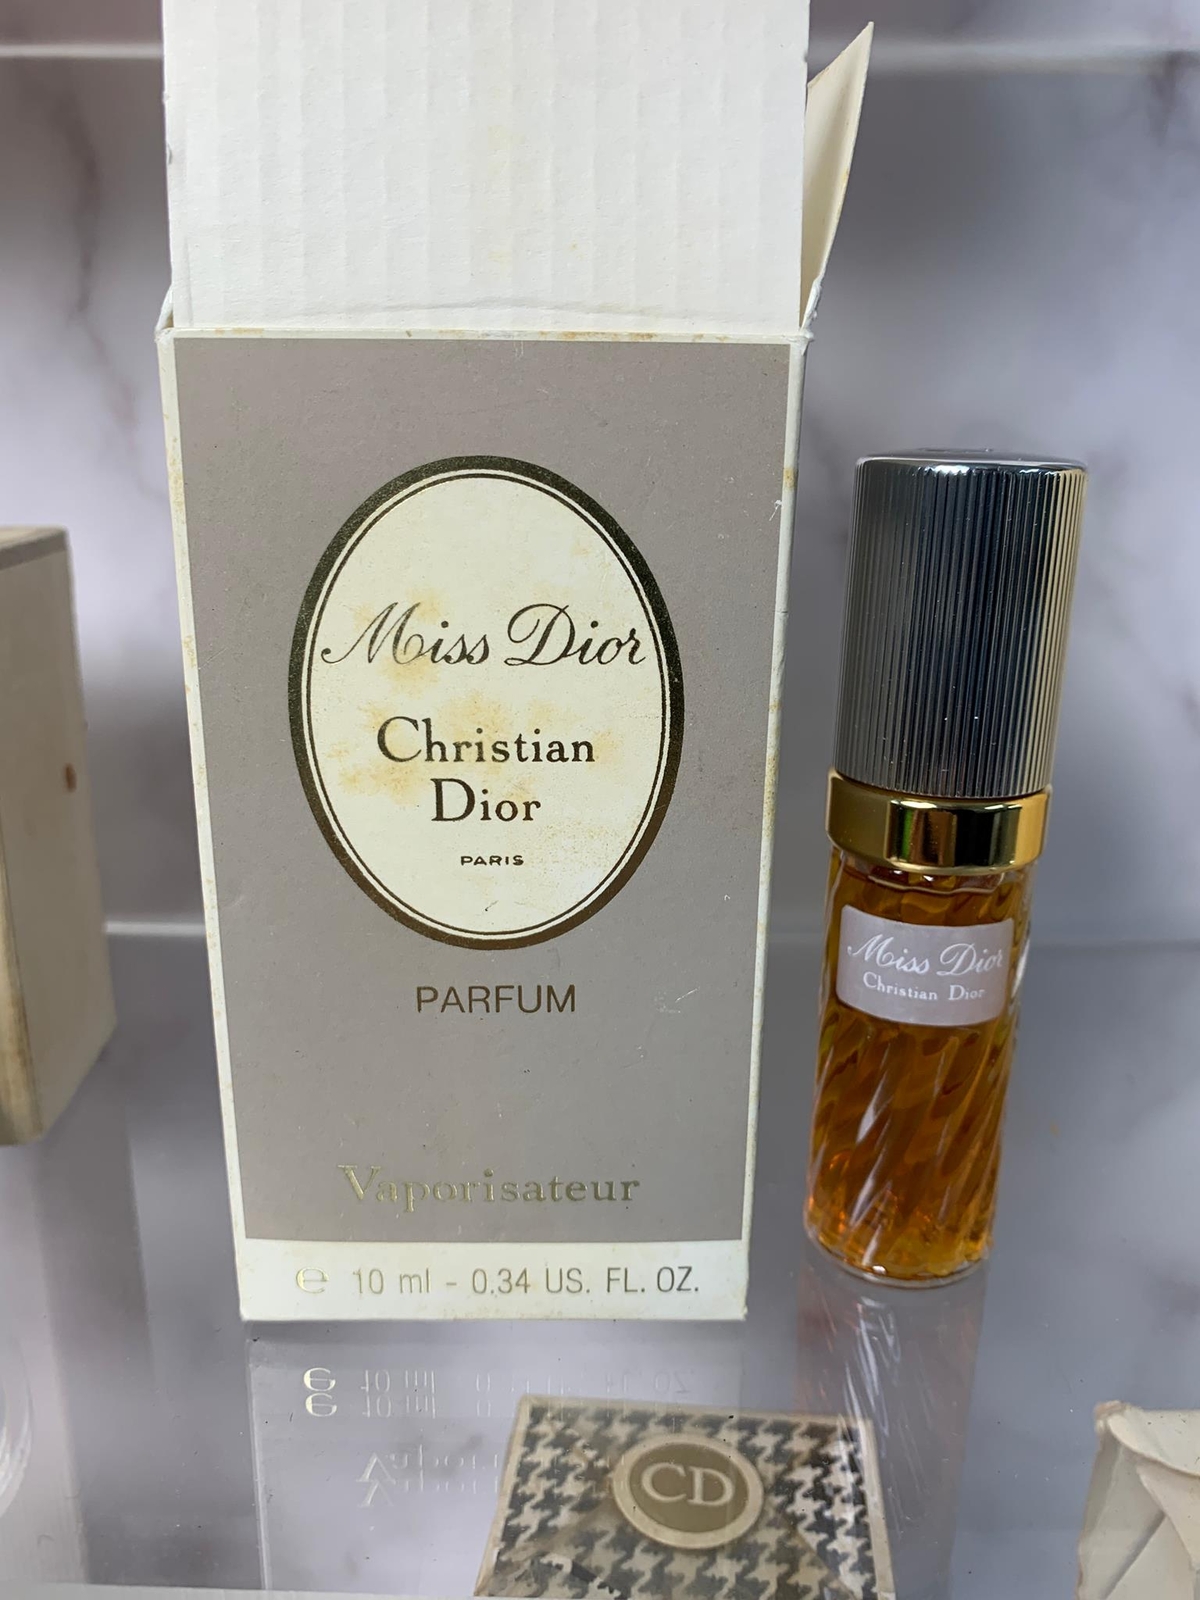 Miss Dior
Christian
Dior
PARIS
PARFUM
Vaporisateur
℮ 10 ml - 0.34 US. FL. OZ.
Miss Dior
Christian Dior
CD